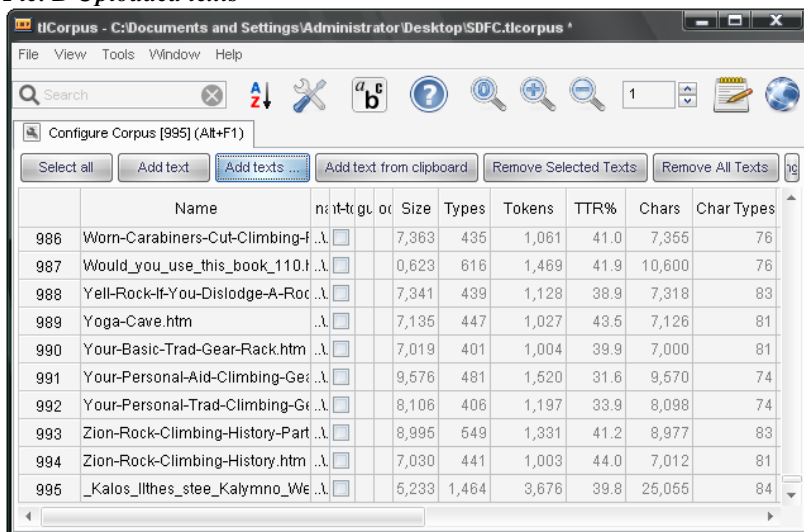 tlCorpus - C:\Documents and Settings\Administrator\Desktop\SDFC.tlcorpus *
File View Tools Window Help
Search A Z a b c ? 1
Configure Corpus [995] (Alt+F1)
Select all Add text Add texts ... Add text from clipboard Remove Selected Texts Remove All Texts
Name Size Types Tokens TTR% Chars Char Types
986 Worn-Carabiners-Cut-Climbing- ..\. 7,363 435 1,061 41.0 7,355 76
987 Would_you_use_this_book_110. ..\. 0,623 616 1,469 41.9 10,600 76
988 Yell-Rock-If-You-Dislodge-A-Roc ..\. 7,341 439 1,128 38.9 7,318 83
989 Yoga-Cave.htm ..\. 7,135 447 1,027 43.5 7,126 81
990 Your-Basic-Trad-Gear-Rack.htm ..\. 7,019 401 1,004 39.9 7,000 81
991 Your-Personal-Aid-Climbing-Gea ..\. 9,576 481 1,520 31.6 9,570 74
992 Your-Personal-Trad-Climbing-Ge ..\. 8,106 406 1,197 33.9 8,098 74
993 Zion-Rock-Climbing-History-Part ..\. 8,995 549 1,331 41.2 8,977 83
994 Zion-Rock-Climbing-History.htm ..\. 7,030 441 1,003 44.0 7,012 81
995 _Kalos_Ilthes_stee_Kalymno_We ..\. 5,233 1,464 3,676 39.8 25,055 84